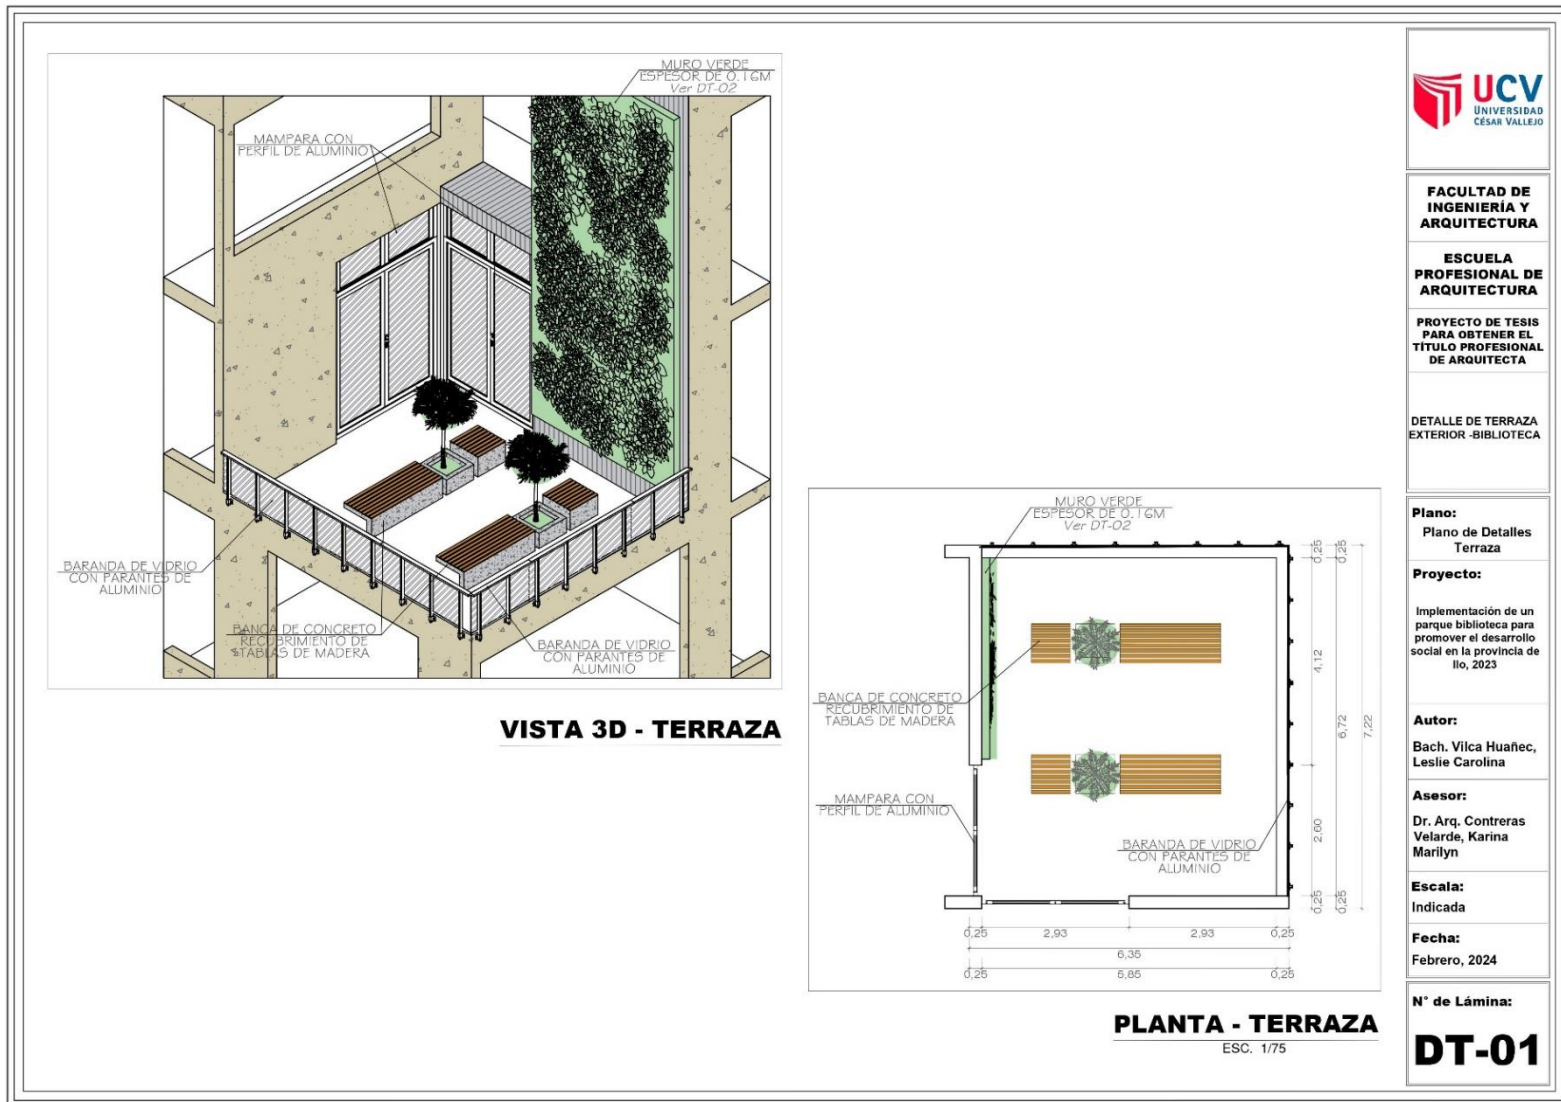 MURO VERDE
ESPESOR DE 0.16M
Ver DT-02
MAMPARA CON
PERFIL DE ALUMINIO
BARANDA DE VIDRIO
CON PARANTES DE
ALUMINIO
BANCA DE CONCRETO
RECUBRIMIENTO DE
TABLAS DE MADERA
BARANDA DE VIDRIO
CON PARANTES DE
ALUMINIO
VISTA 3D - TERRAZA
MURO VERDE
ESPESOR DE 0.16M
Ver DT-02
BANCA DE CONCRETO
RECUBRIMIENTO DE
TABLAS DE MADERA
MAMPARA CON
PERFIL DE ALUMINIO
BARANDA DE VIDRIO
CON PARANTES DE
ALUMINIO
0,25
0,25
4,12
6,72
7,22
2,60
0,25
0,25
0,25
2,93
2,93
0,25
6,35
0,25
5,85
0,25
PLANTA - TERRAZA
ESC. 1/75
UCV
UNIVERSIDAD
CÉSAR VALLEJO
FACULTAD DE
INGENIERÍA Y
ARQUITECTURA
ESCUELA
PROFESIONAL DE
ARQUITECTURA
PROYECTO DE TESIS
PARA OBTENER EL
TÍTULO PROFESIONAL
DE ARQUITECTA
DETALLE DE TERRAZA
EXTERIOR -BIBLIOTECA
Plano:
Plano de Detalles
Terraza
Proyecto:
Implementación de un
parque biblioteca para
promover el desarrollo
social en la provincia de
Ilo, 2023
Autor:
Bach. Vilca Huañec,
Leslie Carolina
Asesor:
Dr. Arq. Contreras
Velarde, Karina
Marilyn
Escala:
Indicada
Fecha:
Febrero, 2024
N° de Lámina:
DT-01